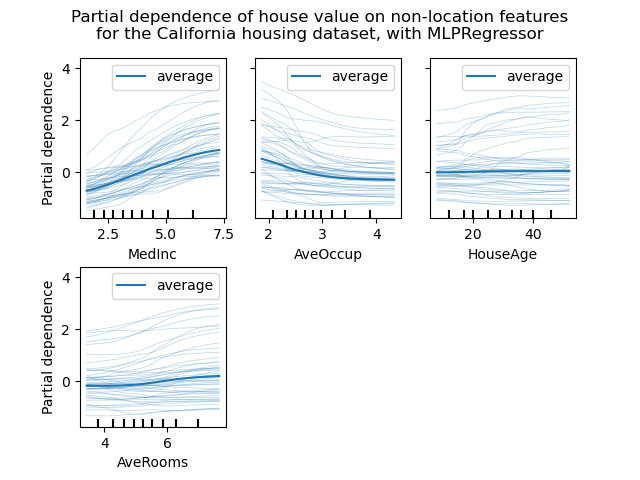 Partial dependence of house value on non-location features
for the California housing dataset, with MLPRegressor
Partial dependence
4
2
0
average
2.5
5.0
7.5
MedInc
average
2
3
4
AveOccup
average
20
40
HouseAge
Partial dependence
4
2
0
average
4
6
AveRooms